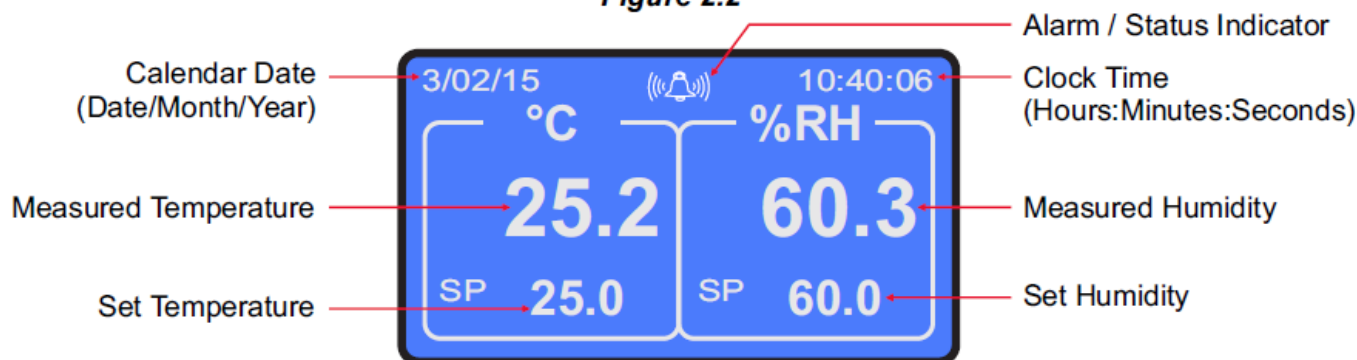 Figure 2.2
Alarm / Status Indicator
Calendar Date
(Date/Month/Year)
3/02/15
10:40:06
Clock Time
(Hours:Minutes:Seconds)
°C
%RH
Measured Temperature
25.2
60.3
Measured Humidity
Set Temperature
SP 25.0
SP 60.0
Set Humidity